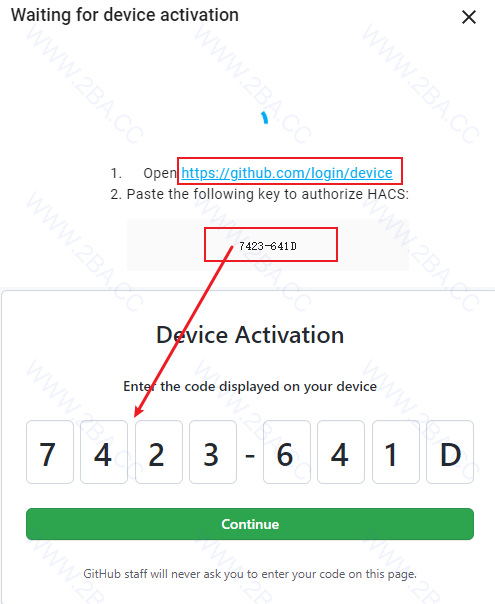 Waiting for device activation
1. Open https://github.com/login/device
2. Paste the following key to authorize HACS:
7423-641D
Device Activation
Enter the code displayed on your device
7 4 2 3 - 6 4 1 D
Continue
GitHub staff will never ask you to enter your code on this page.
WWW.2BA.CC